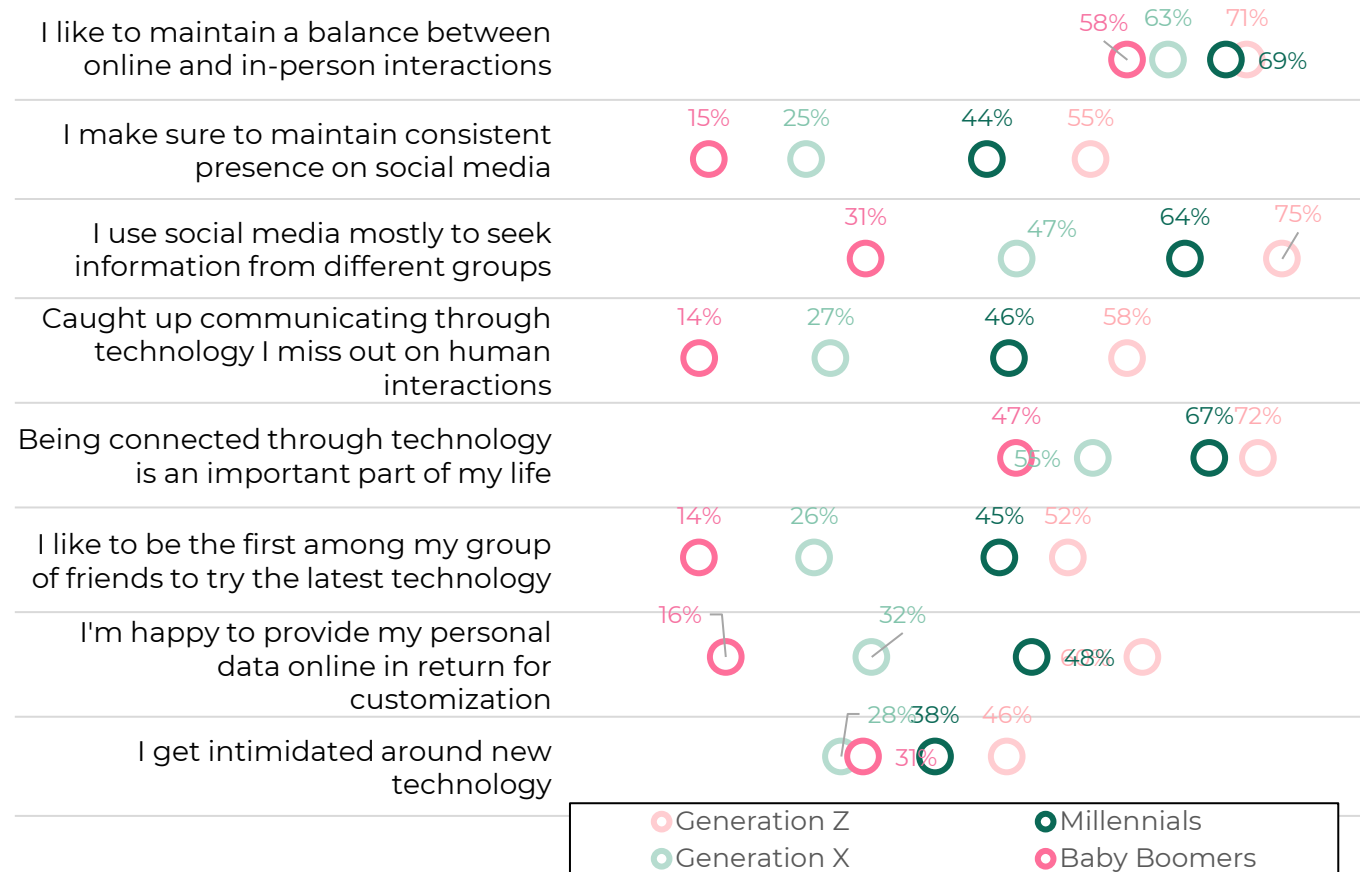 58% 63% 71%
I like to maintain a balance between
online and in-person interactions
69%
15% 25% 44% 55%
I make sure to maintain consistent
presence on social media
31% 47% 64% 75%
I use social media mostly to seek
information from different groups
14% 27% 46% 58%
Caught up communicating through
technology I miss out on human
interactions
47% 67% 72%
Being connected through technology
is an important part of my life
55%
14% 26% 45% 52%
I like to be the first among my group
of friends to try the latest technology
16% 32%
I'm happy to provide my personal
data online in return for
customization
48%
28% 38% 46%
I get intimidated around new
technology
31%
Generation Z Millennials
Generation X Baby Boomers